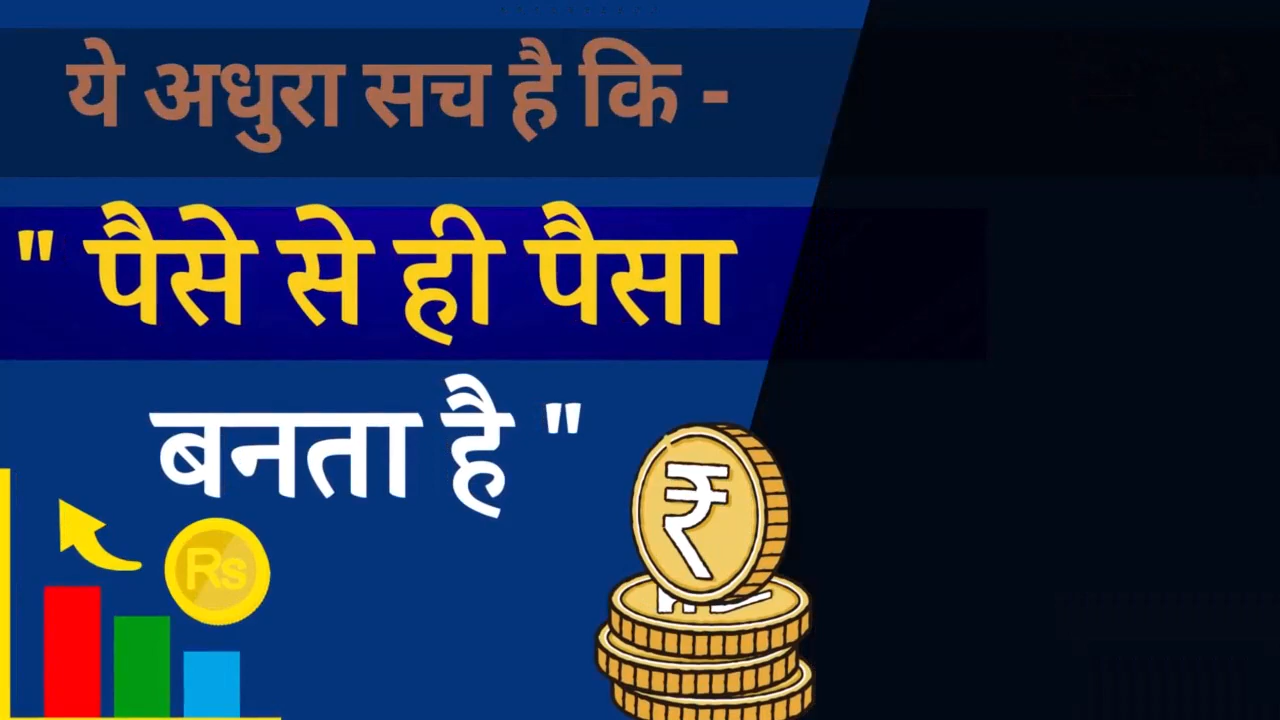 ये अधुरा सच है कि -
" पैसे से ही पैसा
बनता है "
₹
Rs